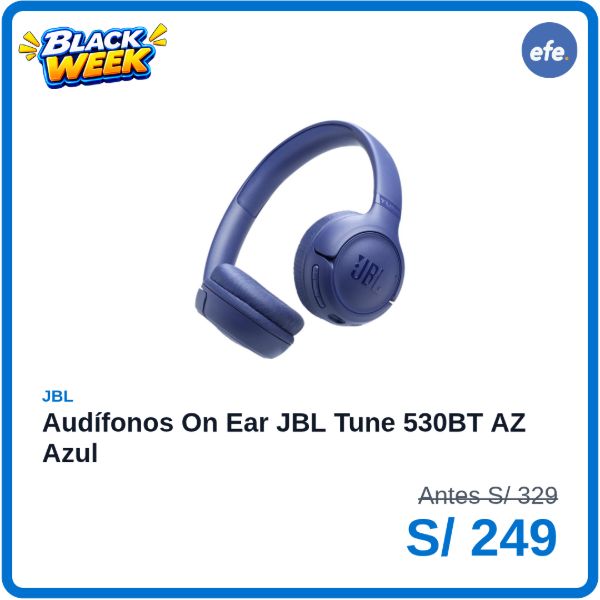 BLACK
WEEK
efe.
JBL
JBL
Audífonos On Ear JBL Tune 530BT AZ
Azul
Antes S/ 329
S/ 249